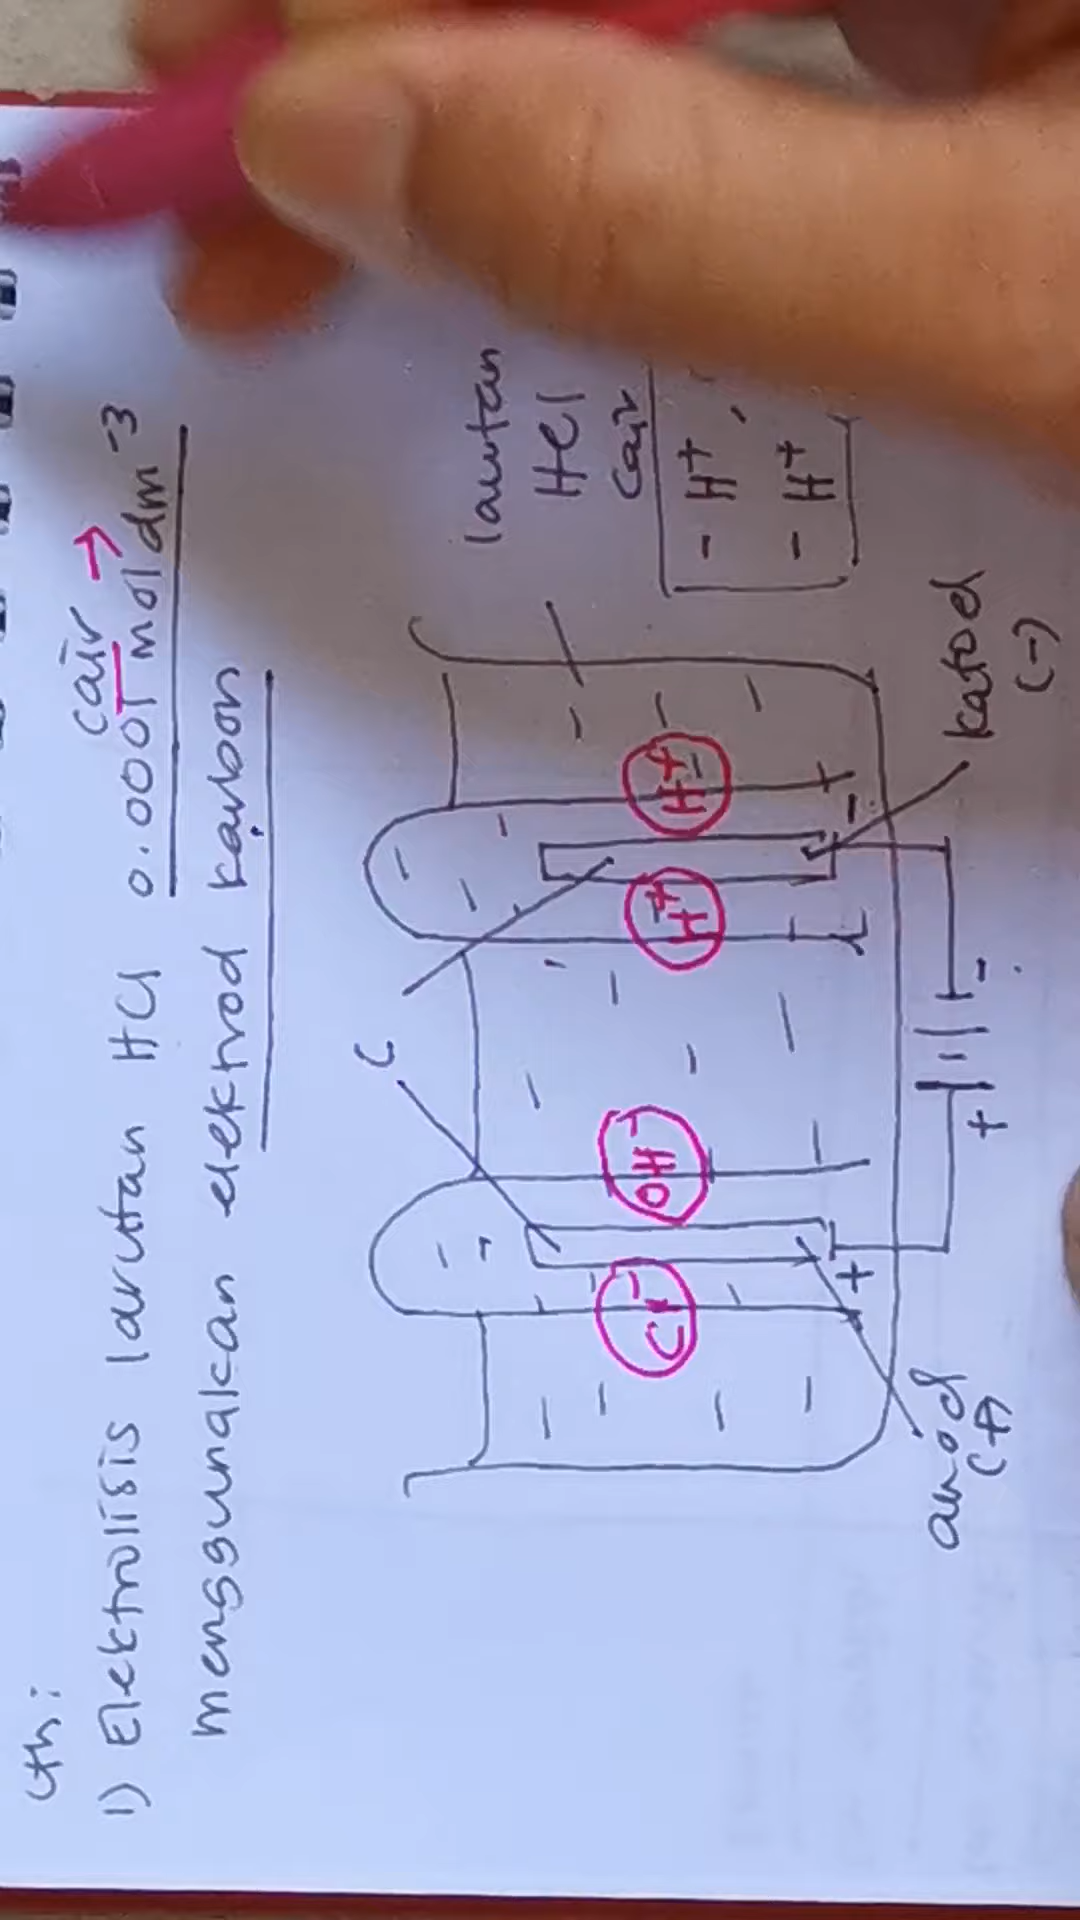 Cth:
1) Elektrolisis larutan HCl 0.0001 mol dm⁻³
cair →
menggunakan elektrod karbon
larutan
HCl
cair
- H⁺,
- H⁺
C
Cl⁻
OH⁻
H⁺
H⁺
+
-
anod
(+)
katod
(-)
+
-